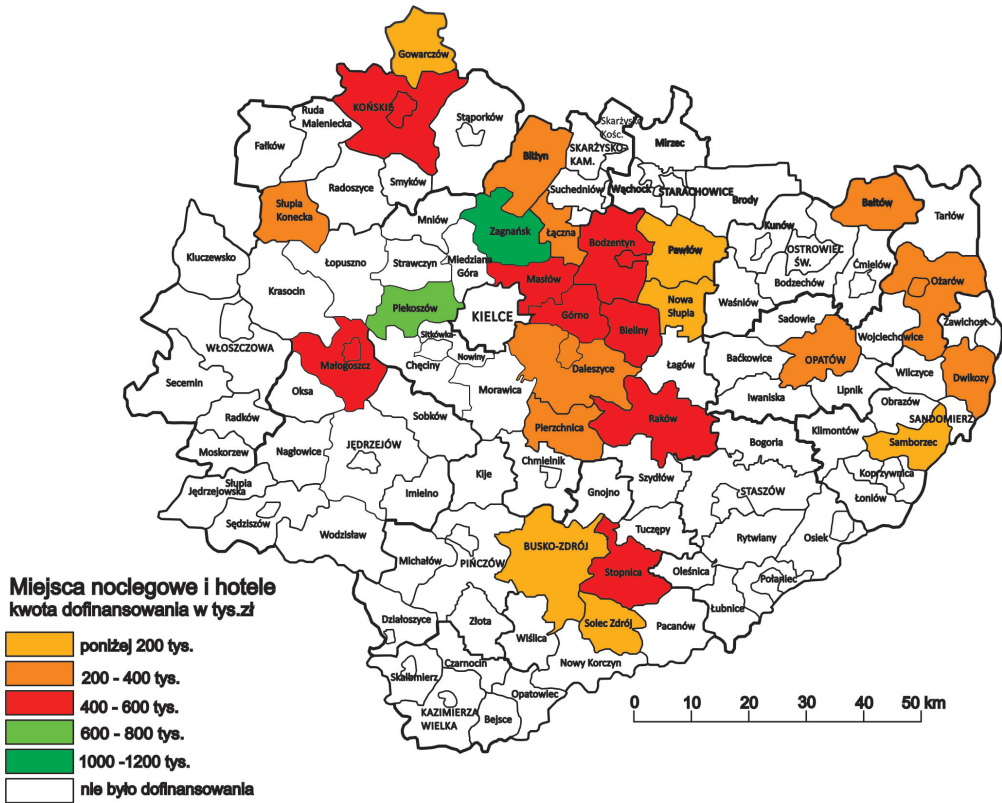 Gowarczów
KOŃSKIE
Ruda
Maleniecka
Stąporków
Fałków
Skarżysko
Kośc.
Mirzec
SKARŻYSKO-
KAM.
Bliżyn
Smyków
Radoszyce
Suchedniów
Wąchock
STARACHOWICE
Brody
Słupia
Konecka
Bałtów
Tarłów
Mniów
Zagnańsk
Łączna
Bodzentyn
Pawłów
Kunów
OSTROWIEC
ŚW.
Ćmielów
Bodzechów
Kluczewsko
Łopuszno
Strawczyn
Miedziana
Góra
Masłów
Ożarów
Krasocin
Piekoszów
KIELCE
Górno
Bieliny
Nowa
Słupia
Waśniów
Sadowie
Wojciechowice
Zawichost
WŁOSZCZOWA
Sitkówka-
Nowiny
Małogoszcz
Chęciny
Daleszyce
Łagów
Baćkowice
OPATÓW
Wilczyce
Dwikozy
Secemin
Oksa
Morawica
Iwaniska
Lipnik
Obrazów
SANDOMIERZ
Radków
Sobków
Raków
Pierzchnica
Klimontów
Samborzec
Moskorzew
Nagłowice
JĘDRZEJÓW
Bogoria
Chmielnik
Kije
Koprzywnica
Słupia
Jędrzejowska
Imielno
Gnojno
Szydłów
STASZÓW
Łoniów
Sędziszów
Wodzisław
Tuczępy
Rytwiany
Osiek
Michałów
PIŃCZÓW
BUSKO-ZDRÓJ
Stopnica
Oleśnica
Połaniec
Łubnice
Działoszyce
Złota
Wiślica
Solec Zdrój
Pacanów
Czarnocin
Nowy Korczyn
Skalbmierz
Opatowiec
KAZIMIERZA
WIELKA
Bejsce
Miejsca noclegowe i hotele
kwota dofinansowania w tys.zł
poniżej 200 tys.
200 - 400 tys.
400 - 600 tys.
600 - 800 tys.
1000 -1200 tys.
nie było dofinansowania
0 10 20 30 40 50 km